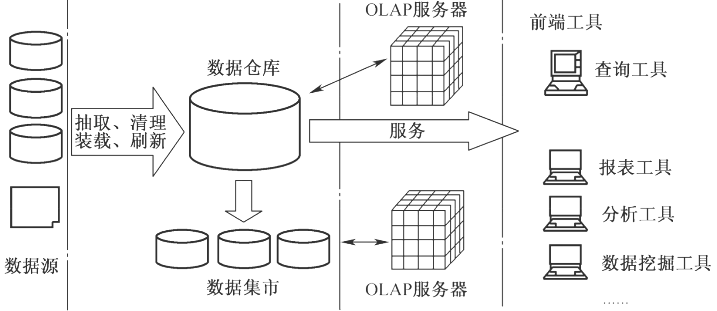 OLAP服务器
前端工具
数据仓库
查询工具
抽取、清理
装载、刷新
服务
报表工具
分析工具
数据源
数据挖掘工具
数据集市
OLAP服务器
……